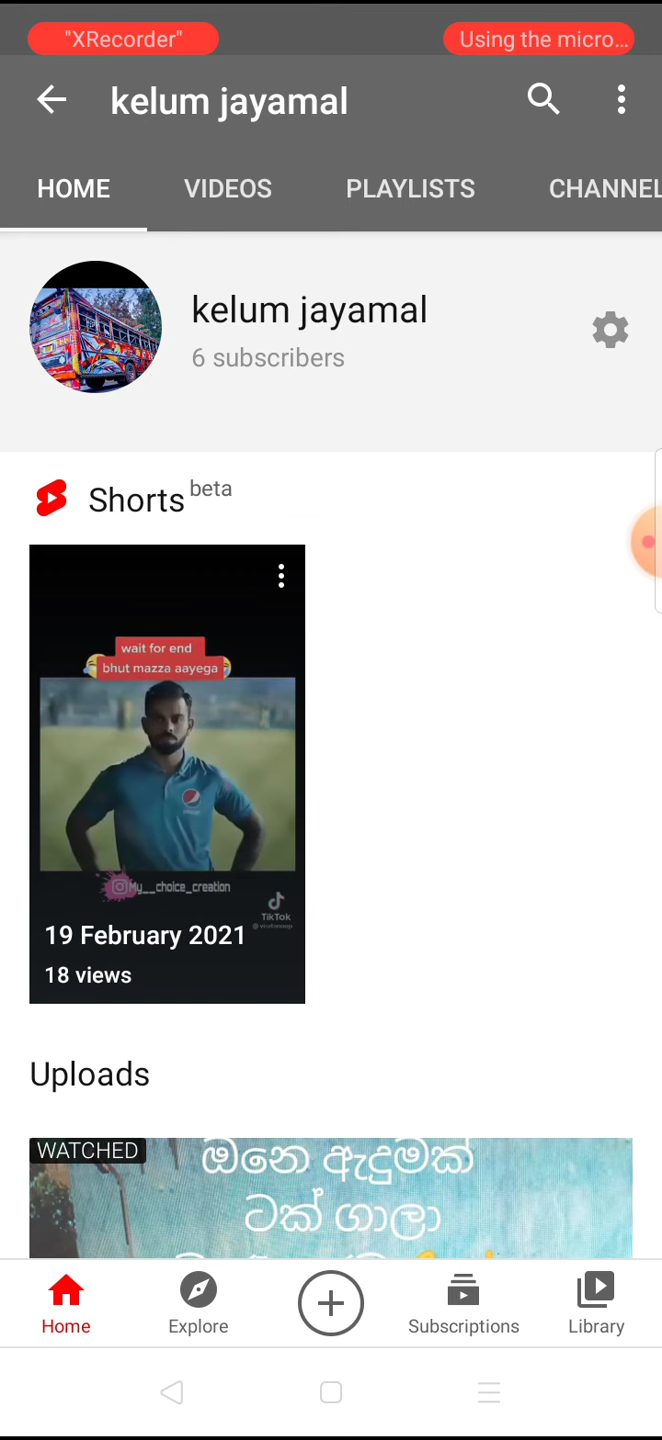 "XRecorder"
Using the micro...
kelum jayamal
HOME
VIDEOS
PLAYLISTS
CHANNEL
kelum jayamal
6 subscribers
Shorts beta
wait for end
bhut mazza aayega
My__choice_creation
TikTok
19 February 2021
18 views
Uploads
WATCHED
ඔනෙ ඇදුමක්
ටක් ගාලා
Home
Explore
Subscriptions
Library